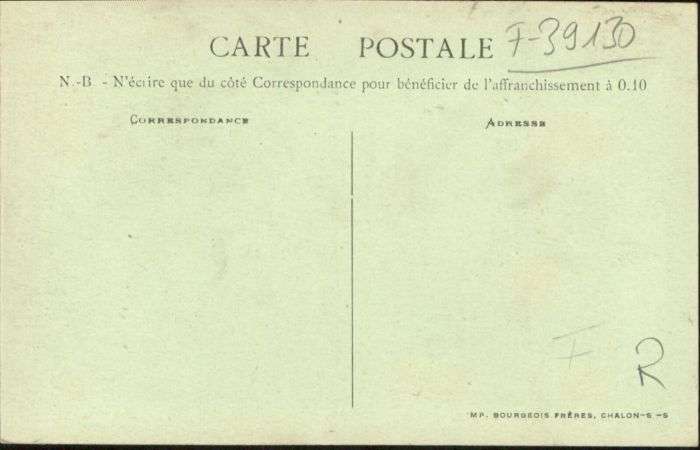 CARTE POSTALE F-39130
N.-B. - N'écrire que du côté Correspondance pour bénéficier de l'affranchissement à 0.10
CORRESPONDANCE
ADRESSE
F
R
MP. BOURGEOIS FRÈRES, CHALON-S-S